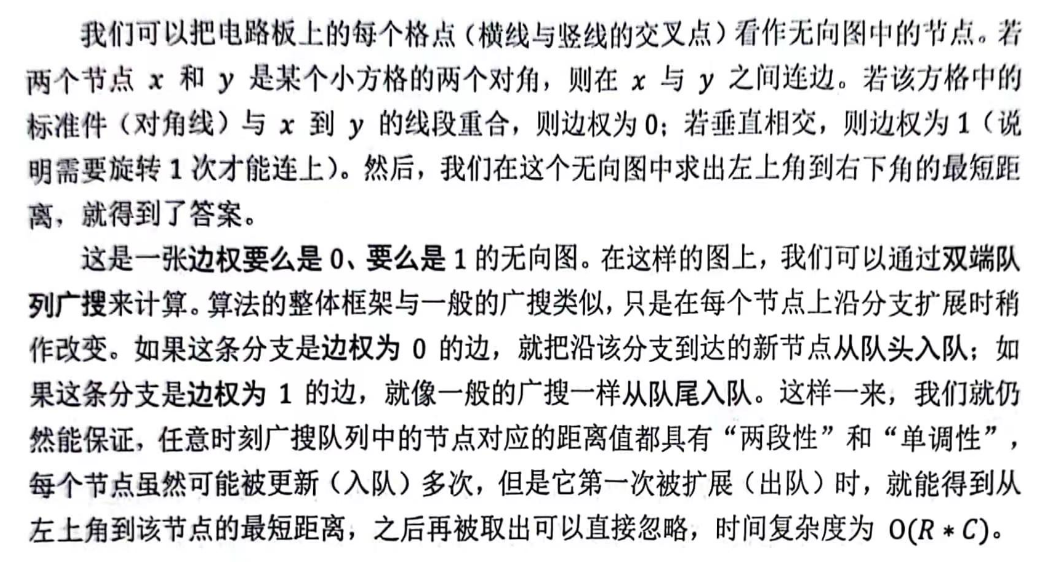 我们可以把电路板上的每个格点（横线与竖线的交叉点）看作无向图中的节点。若
两个节点 x 和 y 是某个小方格的两个对角，则在 x 与 y 之间连边。若该方格中的
标准件（对角线）与 x 到 y 的线段重合，则边权为 0；若垂直相交，则边权为 1（说
明需要旋转 1 次才能连上）。然后，我们在这个无向图中求出左上角到右下角的最短距
离，就得到了答案。
这是一张边权要么是 0、要么是 1 的无向图。在这样的图上，我们可以通过双端队
列广搜来计算。算法的整体框架与一般的广搜类似，只是在每个节点上沿分支扩展时稍
作改变。如果这条分支是边权为 0 的边，就把沿该分支到达的新节点从队头入队；如
果这条分支是边权为 1 的边，就像一般的广搜一样从队尾入队。这样一来，我们就仍
然能保证，任意时刻广搜队列中的节点对应的距离值都具有“两段性”和“单调性”，
每个节点虽然可能被更新（入队）多次，但是它第一次被扩展（出队）时，就能得到从
左上角到该节点的最短距离，之后再被取出可以直接忽略，时间复杂度为 O(R * C)。